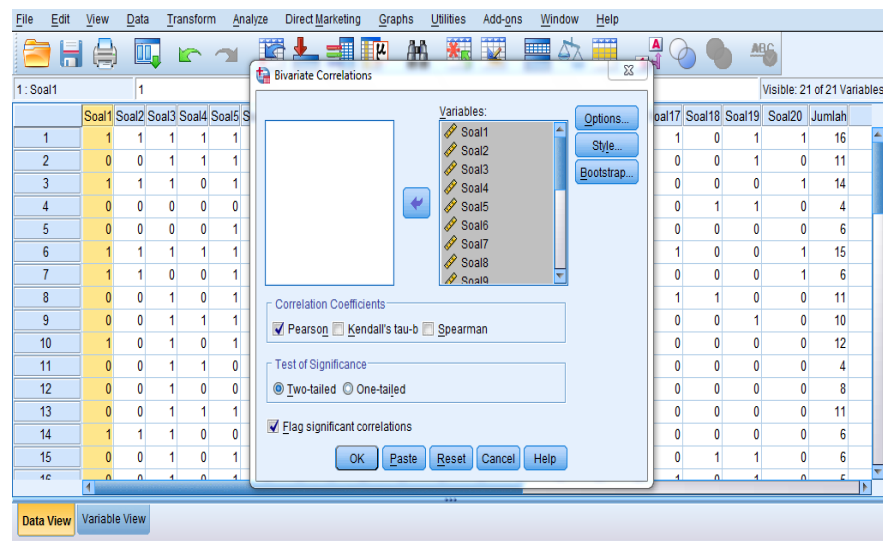 File Edit View Data Transform Analyze Direct Marketing Graphs Utilities Add-ons Window Help
Bivariate Correlations
1 : Soal1 1 Visible: 21 of 21 Variables
Soal1 Soal2 Soal3 Soal4 Soal5 S oal17 Soal18 Soal19 Soal20 Jumlah
1 1 1 1 1 1 1 0 1 1 16
2 0 0 1 1 1 0 0 1 0 11
3 1 1 1 0 1 0 0 0 1 14
4 0 0 0 0 0 0 1 1 0 4
5 0 0 0 0 1 0 0 0 0 6
6 1 1 1 1 1 1 0 0 1 15
7 1 1 0 0 1 0 0 0 1 6
8 0 0 1 0 1 1 1 0 0 11
9 0 0 1 1 1 0 0 1 0 10
10 1 0 1 0 1 0 0 0 0 12
11 0 0 1 1 0 0 0 0 0 4
12 0 0 1 0 0 0 0 0 0 8
13 0 0 1 1 1 0 0 0 0 11
14 1 1 1 0 0 0 0 0 0 6
15 0 0 1 0 1 0 1 1 0 6
Variables:
Soal1
Soal2
Soal3
Soal4
Soal5
Soal6
Soal7
Soal8
Soal9
Options...
Style...
Bootstrap...
Correlation Coefficients
Pearson Kendall's tau-b Spearman
Test of Significance
Two-tailed One-tailed
Flag significant correlations
OK Paste Reset Cancel Help
Data View Variable View